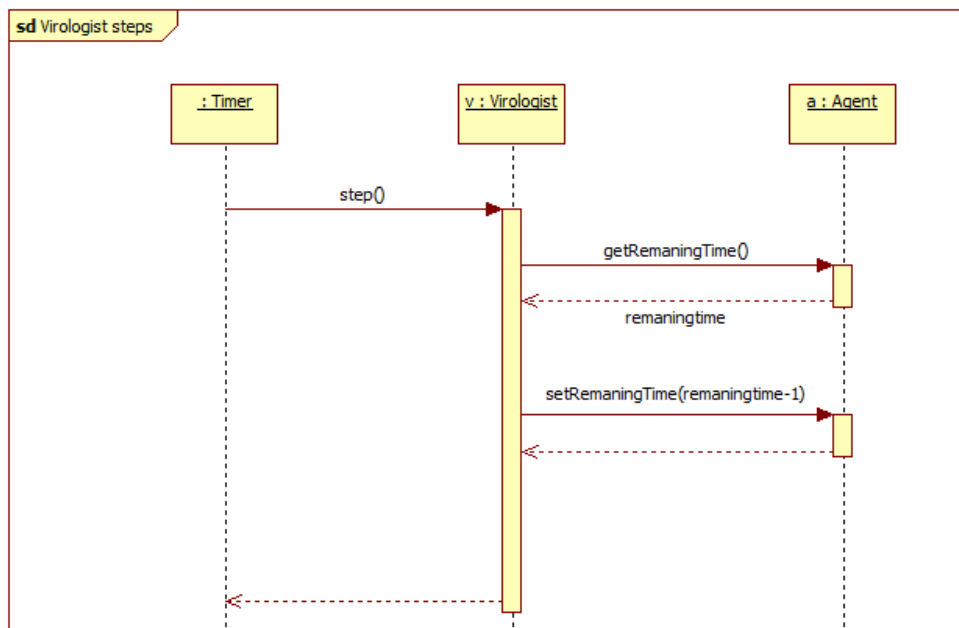 sd Virologist steps
: Timer
v : Virologist
a : Agent
step()
getRemaningTime()
remaningtime
setRemaningTime(remaningtime-1)